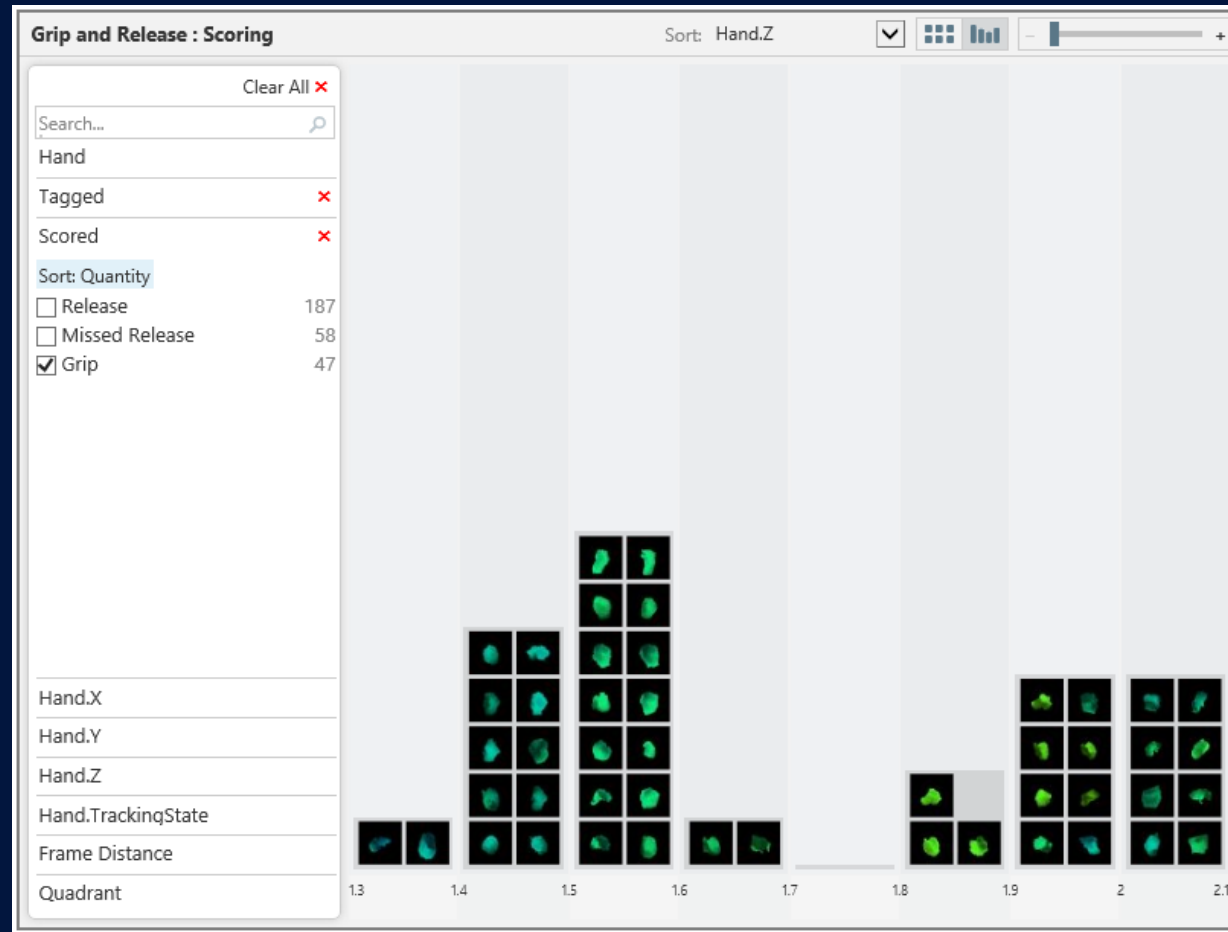 Grip and Release : Scoring
Sort: Hand.Z
- +
Clear All ×
Search...
Hand
Tagged ×
Scored ×
Sort: Quantity
Release 187
Missed Release 58
Grip 47
Hand.X
Hand.Y
Hand.Z
Hand.TrackingState
Frame Distance
Quadrant
1.3 1.4 1.5 1.6 1.7 1.8 1.9 2 2.1